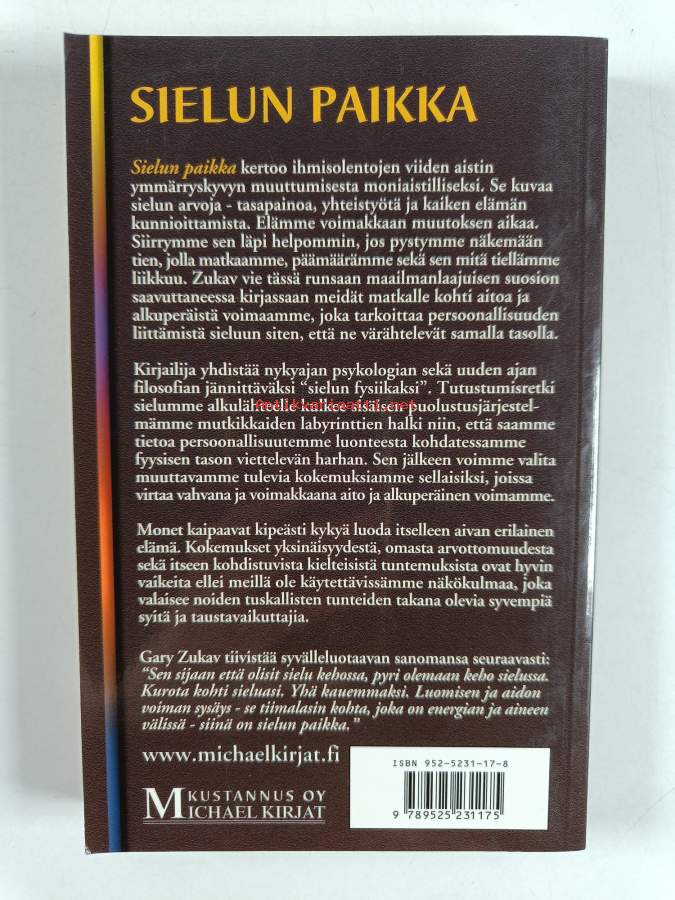 SIELUN PAIKKA
Sielun paikka kertoo ihmisolentojen viiden aistin
ymmärryskyvyn muuttumisesta moniaistilliseksi. Se kuvaa
sielun arvoja - tasapainoa, yhteistyötä ja kaiken elämän
kunnioittamista. Elämme voimakkaan muutoksen aikaa.
Siirrymme sen läpi helpommin, jos pystymme näkemään
tien, jolla matkaamme, päämäärämme sekä sen mitä tiellämme
liikkuu. Zukav vie tässä runsaan maailmanlaajuisen suosion
saavuttaneessa kirjassaan meidät matkalle kohti aitoa ja
alkuperäistä voimaamme, joka tarkoittaa persoonallisuuden
liittämistä sieluun siten, että ne värähtelevät samalla tasolla.
Kirjailija yhdistää nykyajan psykologian sekä uuden ajan
filosofian jännittäväksi “sielun fysiikaksi”. Tutustumisretki
sielumme alkulähteelle kulkee sisäisen puolustusjärjestel-
mämme mutkikkaiden labyrinttien halki niin, että saamme
tietoa persoonallisuutemme luonteesta kohdatessamme
fyysisen tason viettelevän harhan. Sen jälkeen voimme valita
muuttavamme tulevia kokemuksiamme sellaisiksi, joissa
virtaa vahvana ja voimakkaana aito ja alkuperäinen voimamme.
Monet kaipaavat kipeästi kykyä luoda itselleen aivan erilainen
elämä. Kokemukset yksinäisyydestä, omasta arvottomuudesta
sekä itseen kohdistuvista kielteisistä tuntemuksista ovat hyvin
vaikeita ellei meillä ole käytettävissämme näkökulmaa, joka
valaisee noiden tuskallisten tunteiden takana olevia syvempiä
syitä ja taustavaikuttajia.
Gary Zukav tiivistää syvälleluotaavan sanomansa seuraavasti:
“Sen sijaan että olisit sielu kehossa, pyri olemaan keho sielussa.
Kurota kohti sieluasi. Yhä kauemmaksi. Luomisen ja aidon
voiman sysäys - se tiimalasin kohta, joka on energian ja aineen
välissä - siinä on sielun paikka.”
www.michaelkirjat.fi
KUSTANNUS OY
MICHAEL KIRJAT
ISBN 952-5231-17-8
9 789525 231175